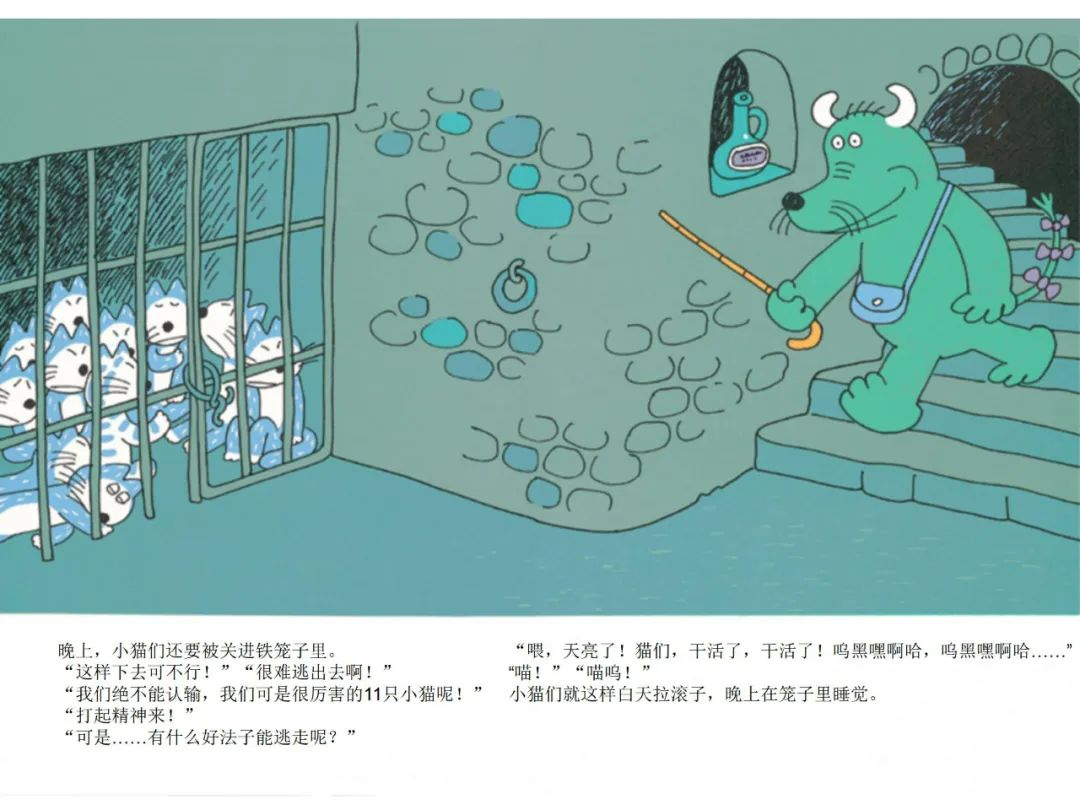 晚上，小猫们还要被关进铁笼子里。
“这样下去可不行！”“很难逃出去啊！”
“我们绝不能认输，我们可是很厉害的11只小猫呢！”
“打起精神来！”
“可是……有什么好法子能逃走呢？”
“喂，天亮了！猫们，干活了，干活了！呜黑嘿啊哈，呜黑嘿啊哈……”
“喵！”“喵呜！”
小猫们就这样白天拉滚子，晚上在笼子里睡觉。